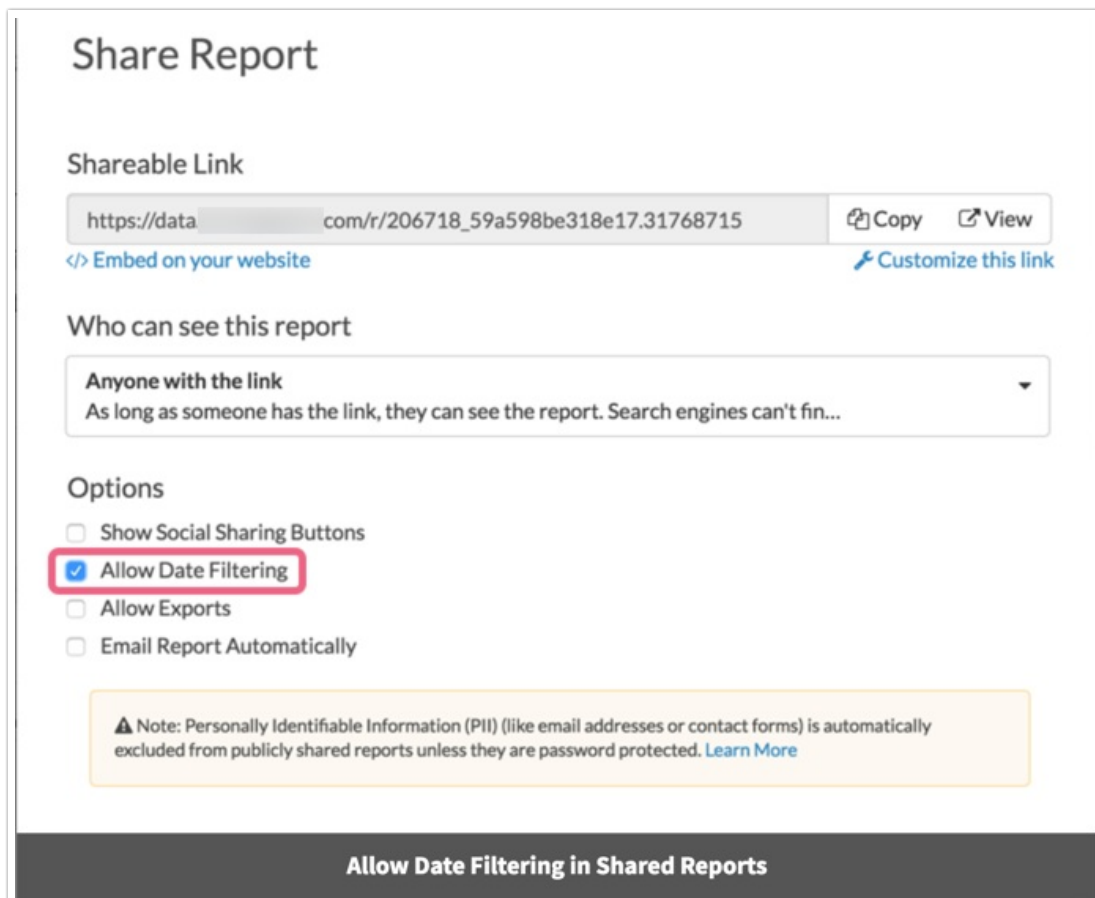 Share Report
Shareable Link
https://data. com/r/206718_59a598be318e17.31768715
Copy
View
</> Embed on your website
Customize this link
Who can see this report
Anyone with the link
As long as someone has the link, they can see the report. Search engines can't fin...
Options
Show Social Sharing Buttons
Allow Date Filtering
Allow Exports
Email Report Automatically
Note: Personally Identifiable Information (PII) (like email addresses or contact forms) is automatically
excluded from publicly shared reports unless they are password protected. Learn More
Allow Date Filtering in Shared Reports